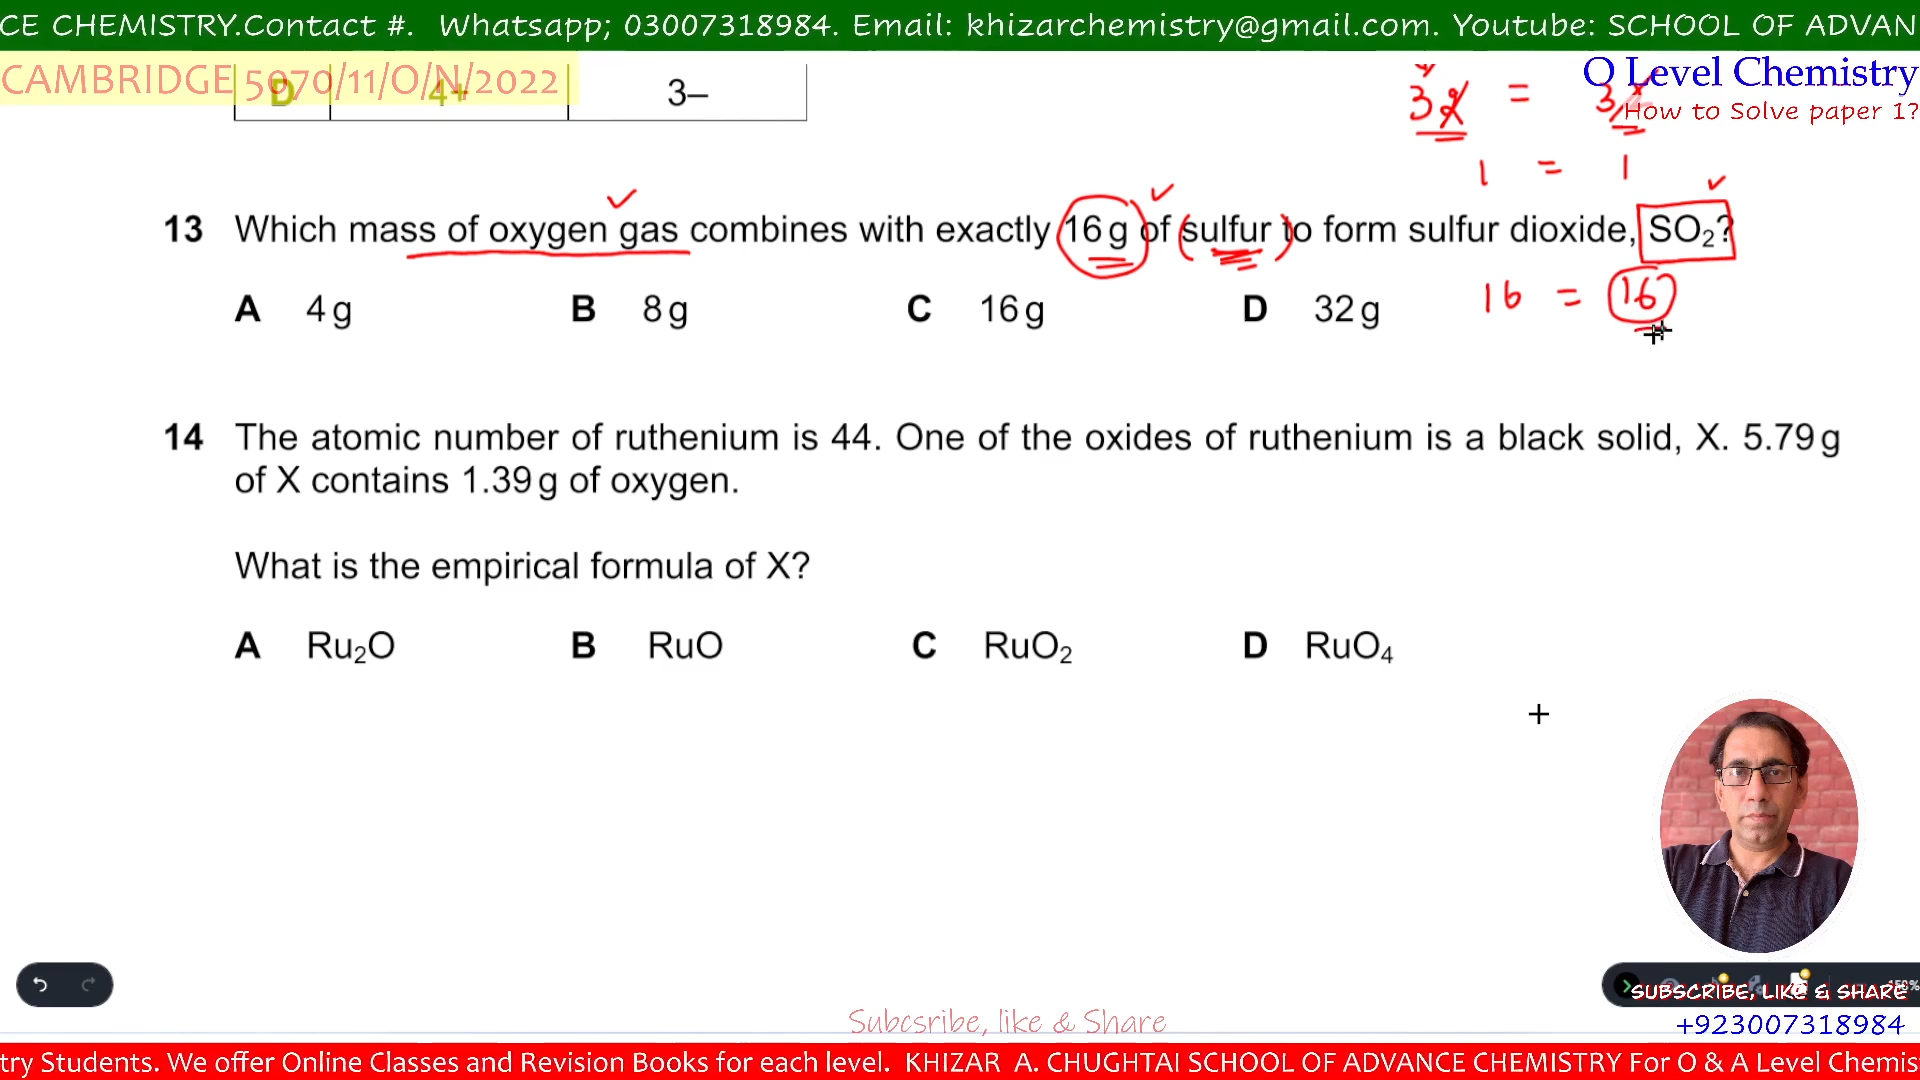 CE CHEMISTRY.Contact #. Whatsapp; 03007318984. Email: khizarchemistry@gmail.com. Youtube: SCHOOL OF ADVAN
CAMBRIDGE 5070/11/O/N/2022
O Level Chemistry
How to Solve paper 1?
D 4+ 3–
32 = 32
1 = 1
13 Which mass of oxygen gas combines with exactly 16 g of (sulfur) to form sulfur dioxide, SO₂?
A 4 g B 8 g C 16 g D 32 g
16 = 16
14 The atomic number of ruthenium is 44. One of the oxides of ruthenium is a black solid, X. 5.79 g
of X contains 1.39 g of oxygen.
What is the empirical formula of X?
A Ru₂O B RuO C RuO₂ D RuO₄
SUBSCRIBE, LIKE & SHARE
Subcsribe, like & Share
+923007318984
try Students. We offer Online Classes and Revision Books for each level. KHIZAR A. CHUGHTAI SCHOOL OF ADVANCE CHEMISTRY For O & A Level Chemis